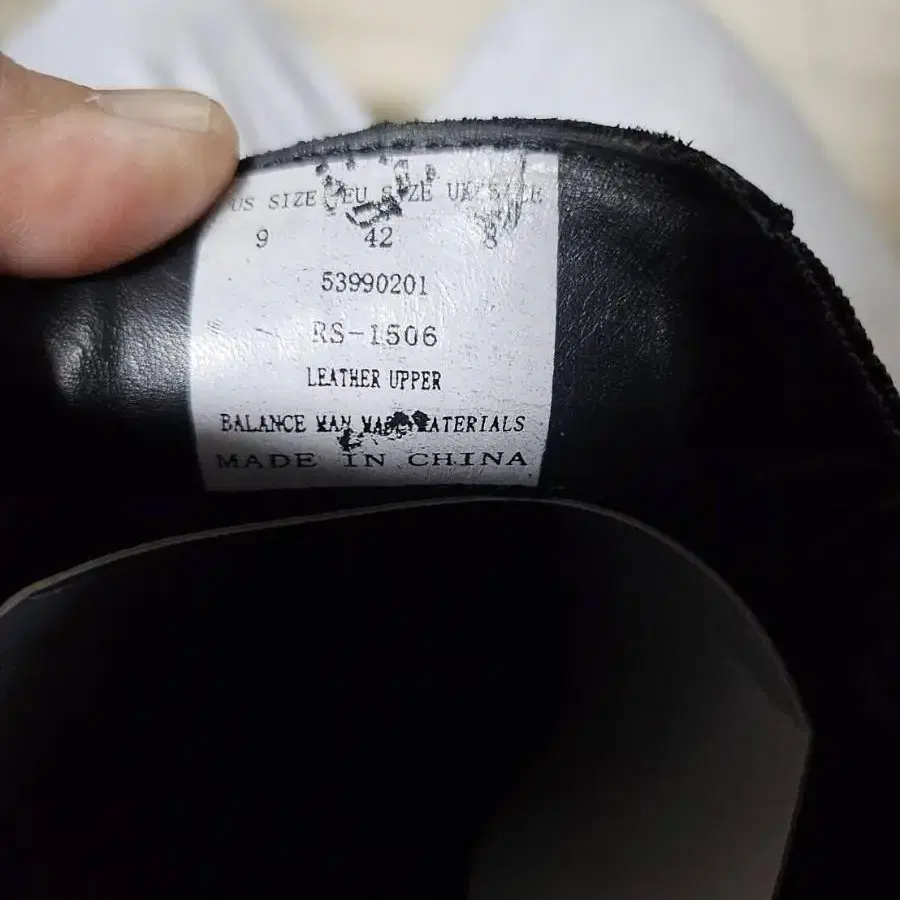 US SIZE EU SIZE UK SIZE
9 42 8
53990201
RS-1506
LEATHER UPPER
BALANCE MAN MADE MATERIALS
MADE IN CHINA